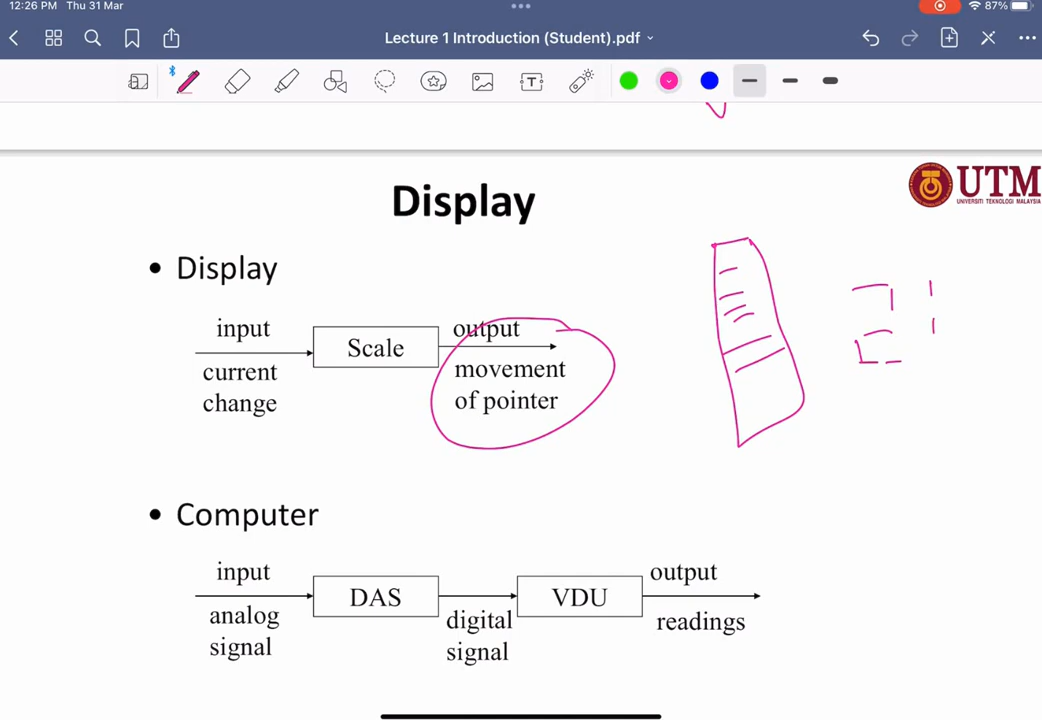 12:26 PM Thu 31 Mar
87%
Lecture 1 Introduction (Student).pdf
T
Display
UTM
UNIVERSITI TEKNOLOGI MALAYSIA
• Display
input
current
change
Scale
output
movement
of pointer
• Computer
input
analog
signal
DAS
digital
signal
VDU
output
readings